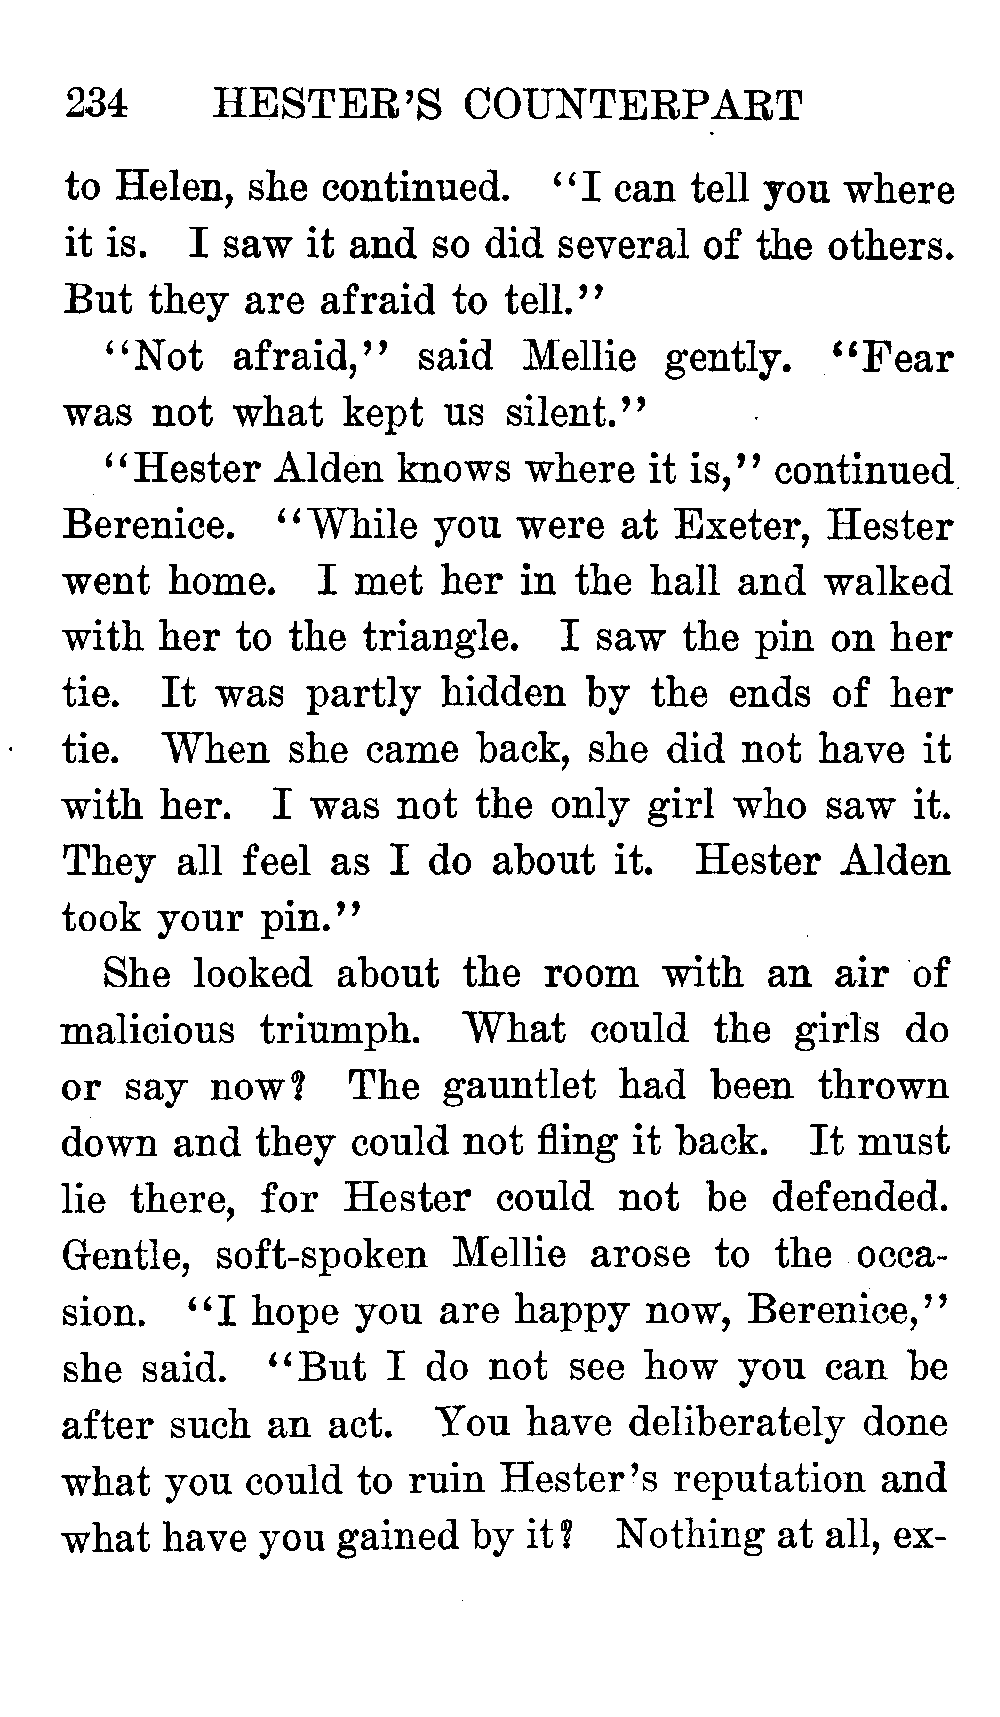 234 HESTER'S COUNTERPART
to Helen, she continued. "I can tell you where
it is. I saw it and so did several of the others.
But they are afraid to tell."
"Not afraid," said Mellie gently. "Fear
was not what kept us silent."
"Hester Alden knows where it is," continued
Berenice. "While you were at Exeter, Hester
went home. I met her in the hall and walked
with her to the triangle. I saw the pin on her
tie. It was partly hidden by the ends of her
tie. When she came back, she did not have it
with her. I was not the only girl who saw it.
They all feel as I do about it. Hester Alden
took your pin."
She looked about the room with an air of
malicious triumph. What could the girls do
or say now? The gauntlet had been thrown
down and they could not fling it back. It must
lie there, for Hester could not be defended.
Gentle, soft-spoken Mellie arose to the occa-
sion. "I hope you are happy now, Berenice,"
she said. "But I do not see how you can be
after such an act. You have deliberately done
what you could to ruin Hester's reputation and
what have you gained by it? Nothing at all, ex-